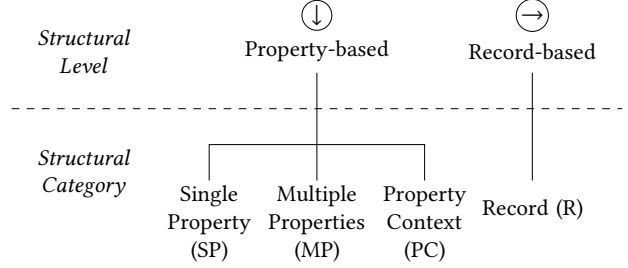 Structural
Level
Property-based
Record-based
Structural
Category
Single
Property
(SP)
Multiple
Properties
(MP)
Property
Context
(PC)
Record (R)